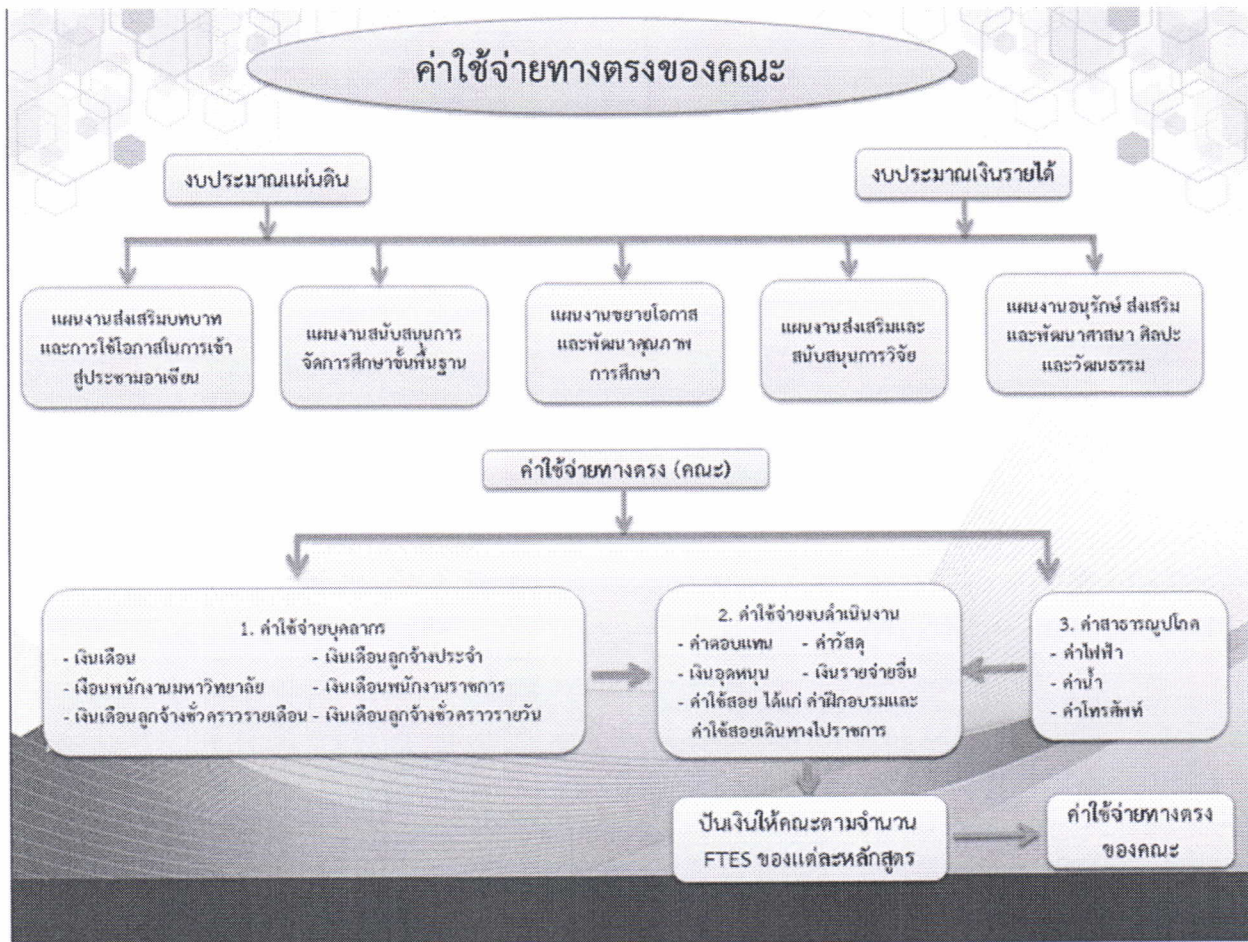 ค่าใช้จ่ายทางตรงของคณะ
งบประมาณแผ่นดิน
งบประมาณเงินรายได้
แผนงานส่งเสริมบทบาท
และการใช้โอกาสในการเข้า
สู่ประชามอาเซียน
แผนงานสนับสนุนการ
จัดการศึกษาขั้นพื้นฐาน
แผนงานขยายโอกาส
และพัฒนาคุณภาพ
การศึกษา
แผนงานส่งเสริมและ
สนับสนุนการวิจัย
แผนงานอนุรักษ์ ส่งเสริม
และพัฒนาศาสนา ศิลปะ
และวัฒนธรรม
ค่าใช้จ่ายทางตรง (คณะ)
1. ค่าใช้จ่ายบุคลากร
- เงินเดือน - เงินเดือนลูกจ้างประจำ
- เงือนพนักงานมหาวิทยาลัย - เงินเดือนพนักงานราชการ
- เงินเดือนลูกจ้างชั่วคราวรายเดือน - เงินเดือนลูกจ้างชั่วคราวรายวัน
2. ค่าใช้จ่ายงบดำเนินงาน
- ค่าตอบแทน - ค่าวัสดุ
- เงินอุดหนุน - เงินรายจ่ายอื่น
- ค่าใช้สอย ได้แก่ ค่าฝึกอบรมและ
ค่าใช้สอยเดินทางไปราชการ
3. ค่าสาธารณูปโภค
- ค่าไฟฟ้า
- ค่าน้ำ
- ค่าโทรศัพท์
ปันเงินให้คณะตามจำนวน
FTES ของแต่ละหลักสูตร
ค่าใช้จ่ายทางตรง
ของคณะ